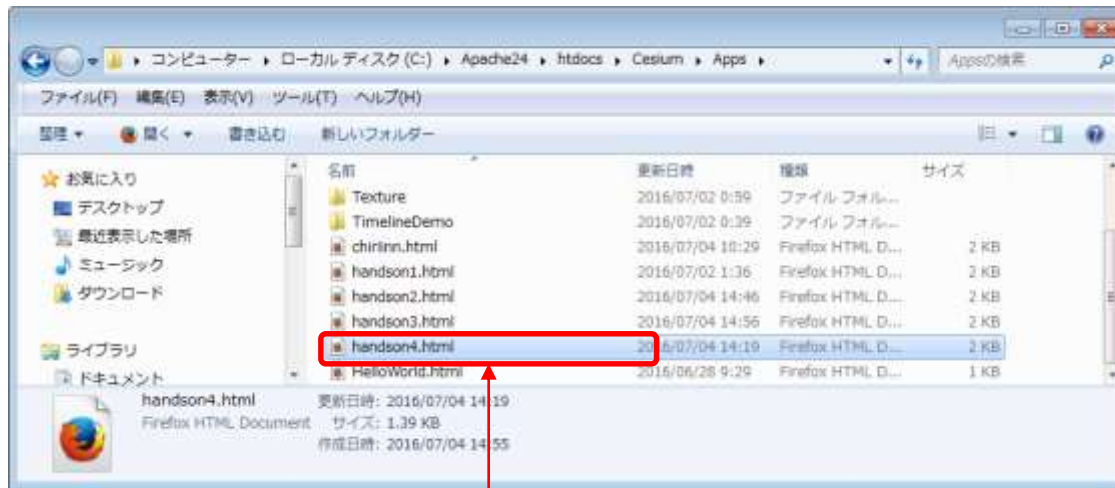 コンピューター ▸ ローカル ディスク (C:) ▸ Apache24 ▸ htdocs ▸ Cesium ▸ Apps ▸ Appsの検索
ファイル(F) 編集(E) 表示(V) ツール(T) ヘルプ(H)
整理 開く 書き込む 新しいフォルダー
名前 更新日時 種類 サイズ
お気に入り
デスクトップ
最近表示した場所
ミュージック
ダウンロード
ライブラリ
ドキュメント
Texture 2016/07/02 0:59 ファイル フォル...
TimelineDemo 2016/07/02 0:39 ファイル フォル...
chirinn.html 2016/07/04 10:29 Firefox HTML D... 2 KB
handson1.html 2016/07/02 1:36 Firefox HTML D... 2 KB
handson2.html 2016/07/04 14:46 Firefox HTML D... 2 KB
handson3.html 2016/07/04 14:56 Firefox HTML D... 2 KB
handson4.html 2016/07/04 14:19 Firefox HTML D... 2 KB
HelloWorld.html 2016/06/28 9:29 Firefox HTML D... 1 KB
handson4.html 更新日時: 2016/07/04 14:19
Firefox HTML Document サイズ: 1.39 KB
作成日時: 2016/07/04 14:55